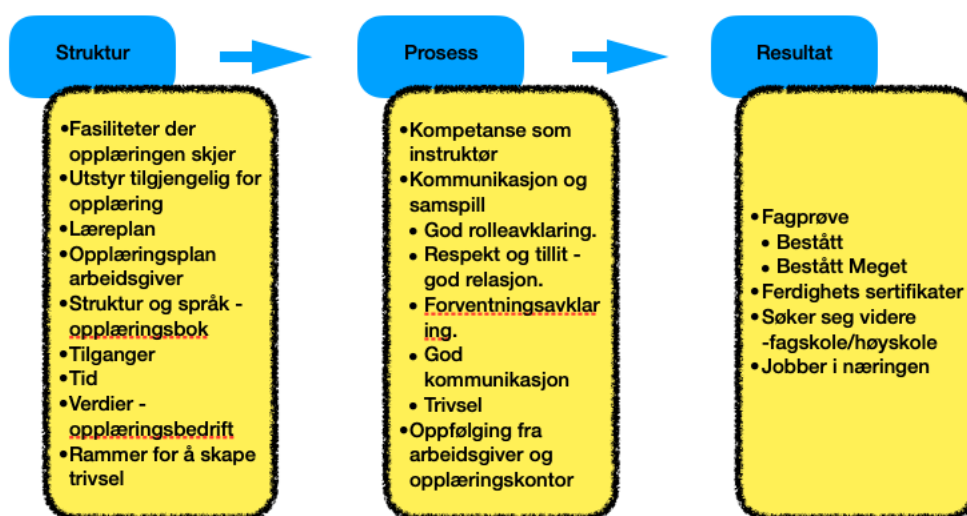 Struktur
Prosess
Resultat
•Fasiliteter der
opplæringen skjer
•Utstyr tilgjengelig for
opplæring
•Læreplan
•Opplæringsplan
arbeidsgiver
•Struktur og språk -
opplæringsbok
•Tilganger
•Tid
•Verdier -
opplæringsbedrift
•Rammer for å skape
trivsel
•Kompetanse som
instruktør
•Kommunikasjon og
samspill
• God rolleavklaring.
• Respekt og tillit -
god relasjon.
• Forventningsavklar
ing.
• God
kommunikasjon
• Trivsel
•Oppfølging fra
arbeidsgiver og
opplæringskontor
•Fagprøve
• Bestått
• Bestått Meget
•Ferdighets sertifikater
•Søker seg videre
-fagskole/høyskole
•Jobber i næringen